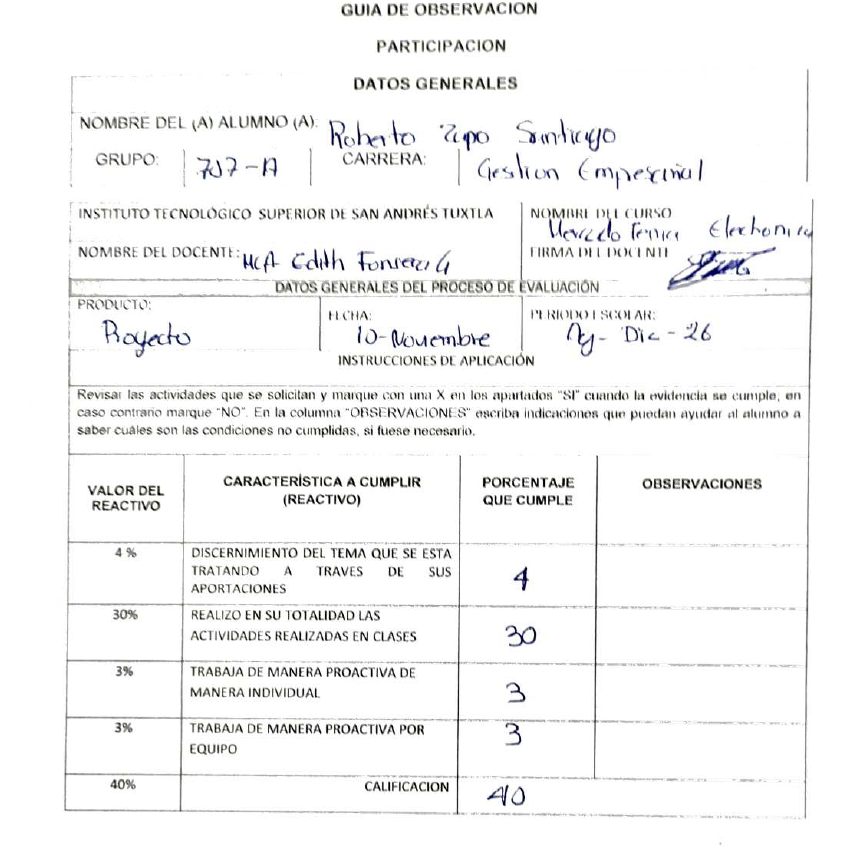 GUIA DE OBSERVACION
PARTICIPACION
DATOS GENERALES
NOMBRE DEL (A) ALUMNO (A): Roberto Santiago
GRUPO: 707-A CARRERA: Gestion Empresarial
INSTITUTO TECNOLÓGICO SUPERIOR DE SAN ANDRÉS TUXTLA
NOMBRE DEL CURSO
Electronica
NOMBRE DEL DOCENTE: MCA Edith Fonseca G
FIRMA DEL DOCENTE
DATOS GENERALES DEL PROCESO DE EVALUACIÓN
PRODUCTO: Proyecto
FECHA: 10-Noviembre
PERIODO ESCOLAR: Ag- Dic - 26
INSTRUCCIONES DE APLICACIÓN
Revisar las actividades que se solicitan y marque con una X en los apartados "SI" cuando la evidencia se cumple, en
caso contrario marque "NO". En la columna "OBSERVACIONES" escriba indicaciones que puedan ayudar al alumno a
saber cuáles son las condiciones no cumplidas, si fuese necesario.
VALOR DEL REACTIVO
CARACTERÍSTICA A CUMPLIR (REACTIVO)
PORCENTAJE QUE CUMPLE
OBSERVACIONES
4 %
DISCERNIMIENTO DEL TEMA QUE SE ESTA
TRATANDO A TRAVES DE SUS
APORTACIONES
4
30%
REALIZO EN SU TOTALIDAD LAS
ACTIVIDADES REALIZADAS EN CLASES
30
3%
TRABAJA DE MANERA PROACTIVA DE
MANERA INDIVIDUAL
3
3%
TRABAJA DE MANERA PROACTIVA POR
EQUIPO
3
40%
CALIFICACION
40